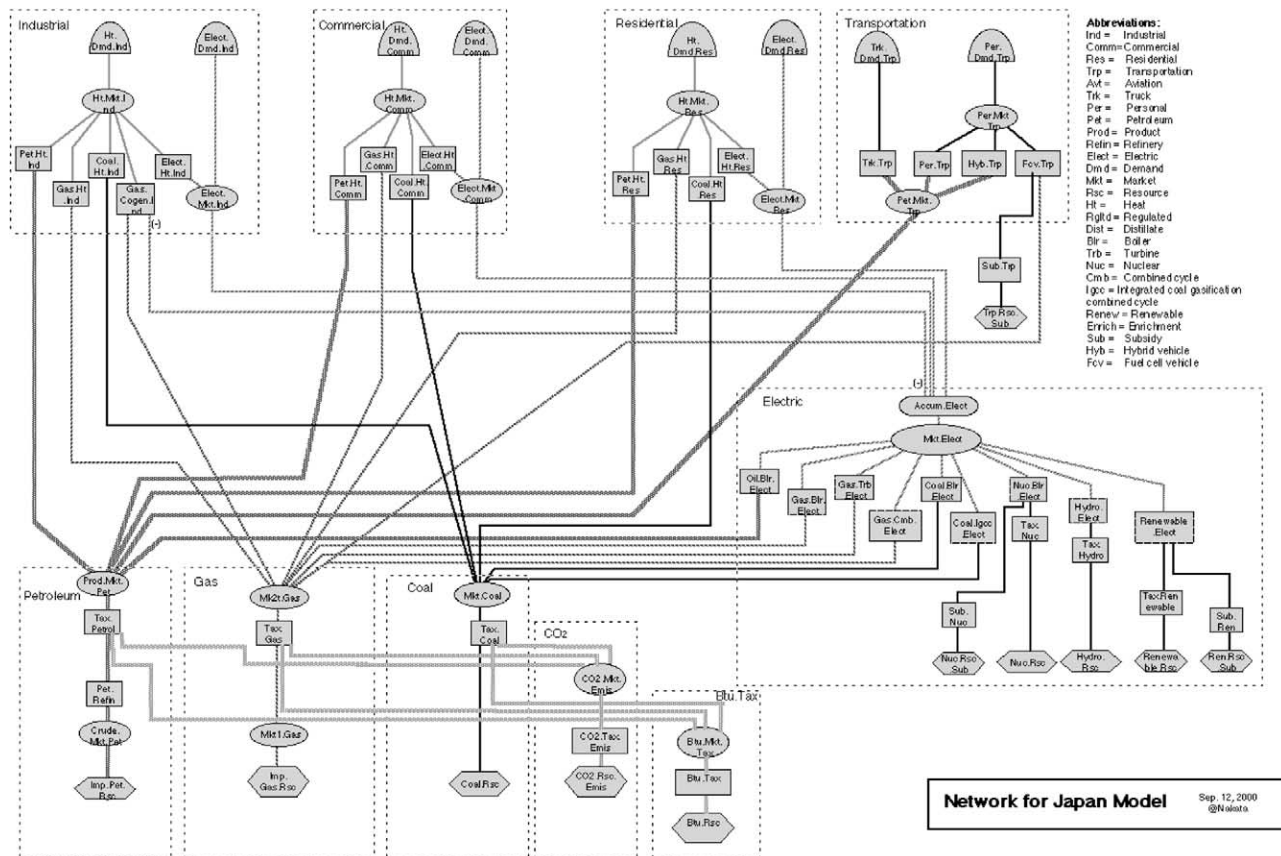 Industrial
Commercial
Residential
Transportation
Ht.
Dmd.Ind
Elect.
Dmd.Ind
Ht.
Dmd.
Comm
Elect.
Dmd.
Comm
Ht.
Dmd.Res
Elect.
Dmd.Res
Trk.
Dmd.Trp
Per.
Dmd.Trp
Ht.Mkt.I
nd
Ht.Mkt.
Comm
Ht.Mkt.
Res
Per.Mkt
Trp
Pet.Ht.
Ind
Gas.Ht
.Ind
Coal.
Ht.Ind
Gas.
Cogen.I
nd
Elect.
Ht.Ind
Elect.
Mkt.Ind
(-)
Pet.Ht.
Comm
Gas.Ht
.Comm
Coal.Ht.
Comm
Elect.Ht
.Comm
Elect.Mkt
.Comm
Pet.Ht.
Res
Gas.Ht
.Res
Coal.Ht
.Res
Elect.
Ht.Res
Elect.Mkt
Res
Trk.Trp
Per.Trp
Hyb.Trp
Fcv.Trp
Pet.Mkt.
Trp
Sub.Trp
Trp.Rsc.
Sub
Abbreviations:
Ind = Industrial
Comm=Commercial
Res = Residential
Trp = Transportation
Avt = Aviation
Trk = Truck
Per = Personal
Pet = Petroleum
Prod = Product
Refin = Refinery
Elect = Electric
Dmd = Demand
Mkt = Market
Rsc = Resource
Ht = Heat
Rgltd = Regulated
Dist = Distillate
Blr = Boiler
Trb = Turbine
Nuc = Nuclear
Cmb = Combined cycle
Igcc = Integrated coal gasification
combined cycle
Renew = Renewable
Enrich = Enrichment
Sub = Subsidy
Hyb = Hybrid vehicle
Fcv = Fuel cell vehicle
(-)
Electric
Accum.Elect
Mkt.Elect
Oil.Blr.
Elect
Gas.Blr.
Elect
Gas.Trb
.Elect
Gas.Cmb.
Elect
Coal.Blr
.Elect
Coal.Igcc
.Elect
Nuc.Blr
.Elect
Hydro.
Elect
Renewable
.Elect
Tax.
Nuc
Tax.
Hydro
Tax.Ren
ewable
Sub.
Nuc
Sub.
Ren
Nuc.Rsc
.Sub
Nuc.Rsc
Hydro.
Rsc
Renewa
ble.Rsc
Ren.Rsc
.Sub
Petroleum
Prod.Mkt.
Pet
Tax.
Petrol
Pet.
Refin
Crude.
Mkt.Pet
Imp.Pet.
Rsc
Gas
Mk2t.Gas
Tax.
Gas
Mkt1.Gas
Imp.
Gas.Rsc
Coal
Mkt.Coal
Tax.
Coal
Coal.Rsc
CO2
CO2.Mkt.
Emis
CO2.Tax.
Emis
CO2.Rsc.
Emis
Btu.Tax
Btu.Mkt.
Tax
Btu.Tax
Btu.Rsc
Network for Japan Model
Sep. 12, 2000
@Nakata